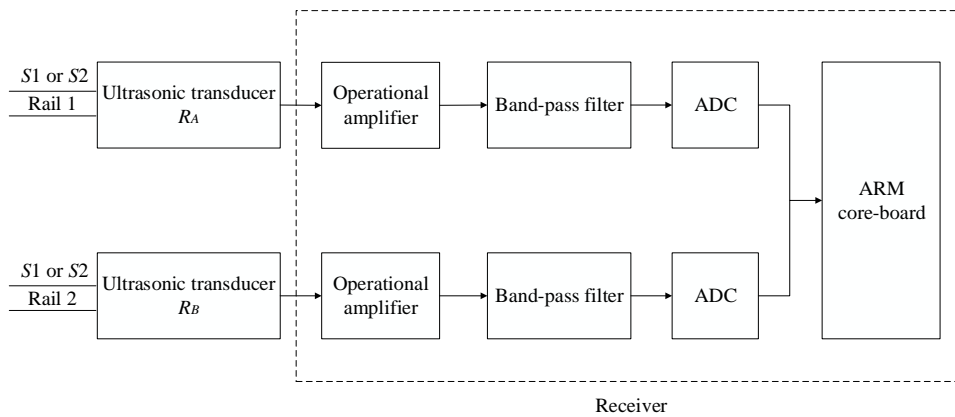 S1 or S2
Rail 1
Ultrasonic transducer
RA
Operational
amplifier
Band-pass filter
ADC
ARM
core-board
S1 or S2
Rail 2
Ultrasonic transducer
RB
Operational
amplifier
Band-pass filter
ADC
Receiver